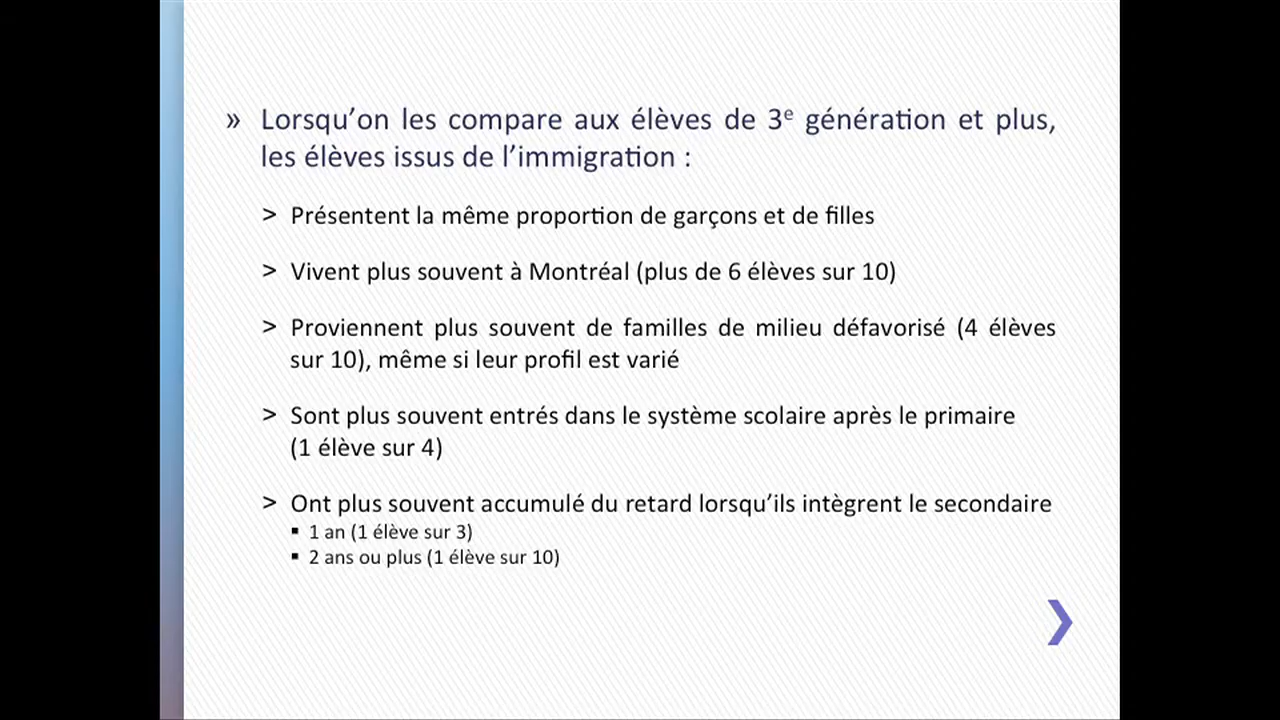 » Lorsqu’on les compare aux élèves de 3e génération et plus,
les élèves issus de l’immigration :
> Présentent la même proportion de garçons et de filles
> Vivent plus souvent à Montréal (plus de 6 élèves sur 10)
> Proviennent plus souvent de familles de milieu défavorisé (4 élèves
sur 10), même si leur profil est varié
> Sont plus souvent entrés dans le système scolaire après le primaire
(1 élève sur 4)
> Ont plus souvent accumulé du retard lorsqu’ils intègrent le secondaire
▪ 1 an (1 élève sur 3)
▪ 2 ans ou plus (1 élève sur 10)